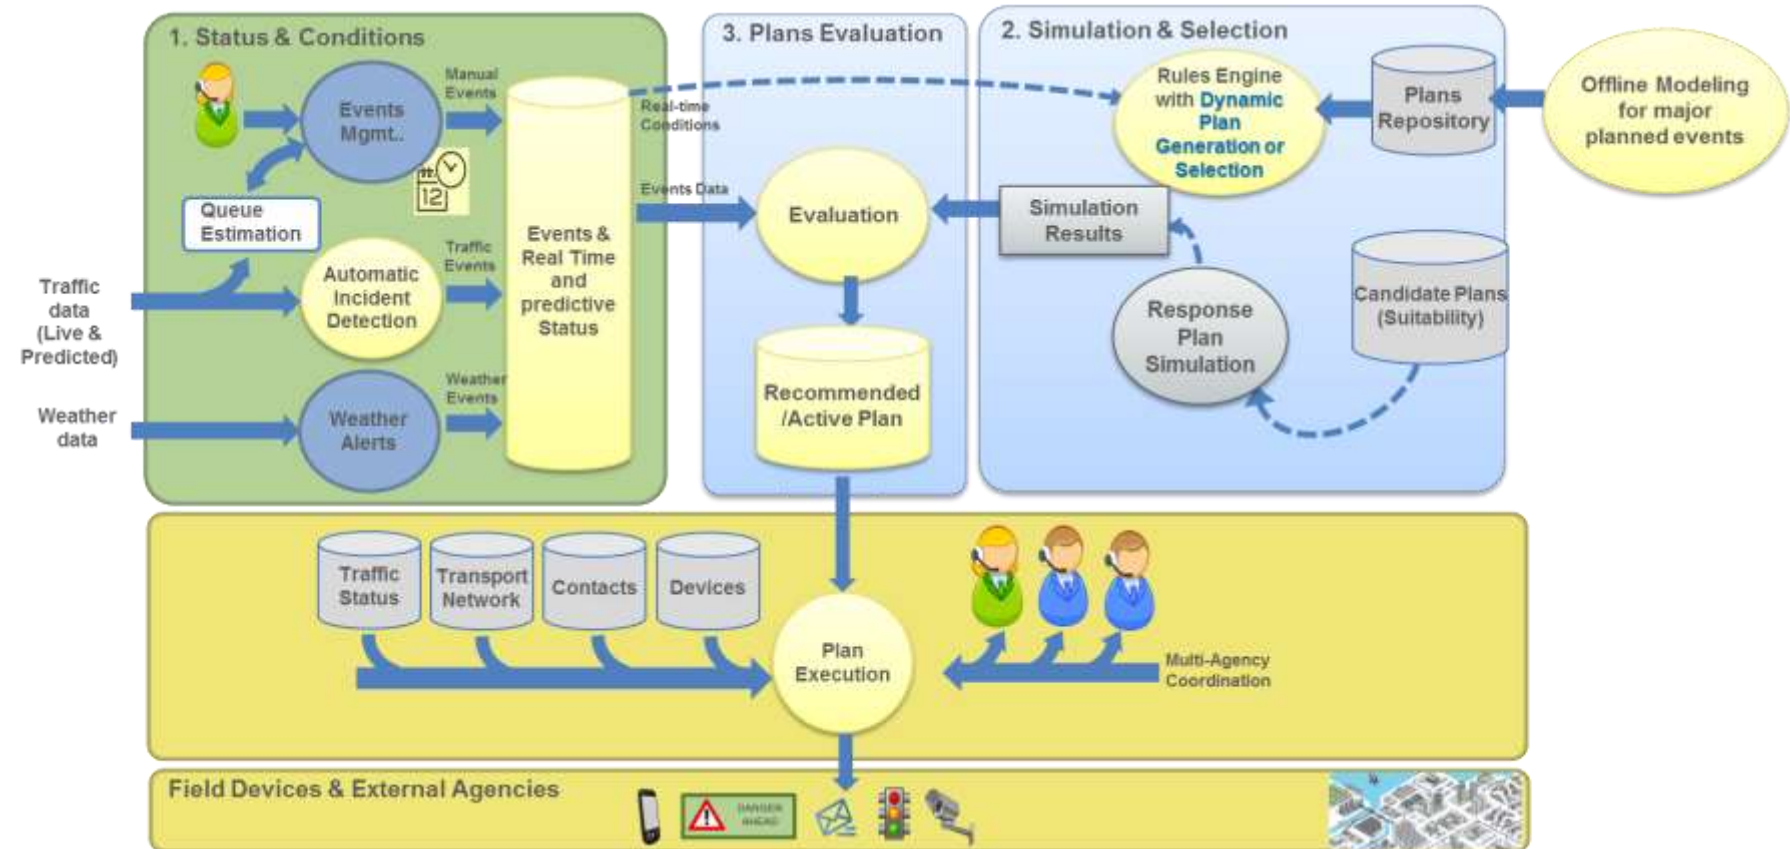 1. Status & Conditions
Manual
Events
Events
Mgmt..
12
Queue
Estimation
Traffic
data
(Live &
Predicted)
Automatic
Incident
Detection
Traffic
Events
Events &
Real Time
and
predictive
Status
Weather
data
Weather
Alerts
Weather
Events
Real-time
Conditions
Events Data
3. Plans Evaluation
Evaluation
Recommended
/Active Plan
2. Simulation & Selection
Rules Engine
with Dynamic
Plan
Generation or
Selection
Plans
Repository
Offline Modeling
for major
planned events
Simulation
Results
Response
Plan
Simulation
Candidate Plans
(Suitability)
Traffic
Status
Transport
Network
Contacts
Devices
Plan
Execution
Multi-Agency
Coordination
Field Devices & External Agencies
DANGER
AHEAD